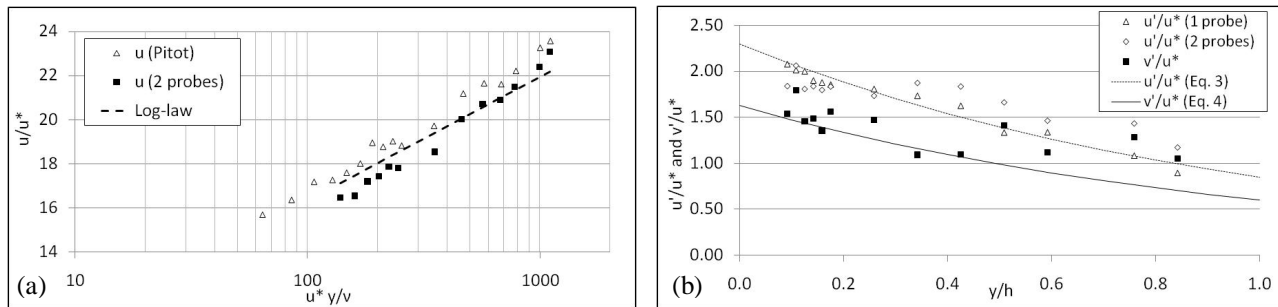 24
22
20
18
16
14
u/u*
u (Pitot)
u (2 probes)
Log-law
10
100
1000
u* y/ν
(a)
2.50
2.00
1.50
1.00
0.50
0.00
u'/u* and v'/u*
u'/u* (1 probe)
u'/u* (2 probes)
v'/u*
u'/u* (Eq. 3)
v'/u* (Eq. 4)
0.0
0.2
0.4
0.6
0.8
1.0
y/h
(b)